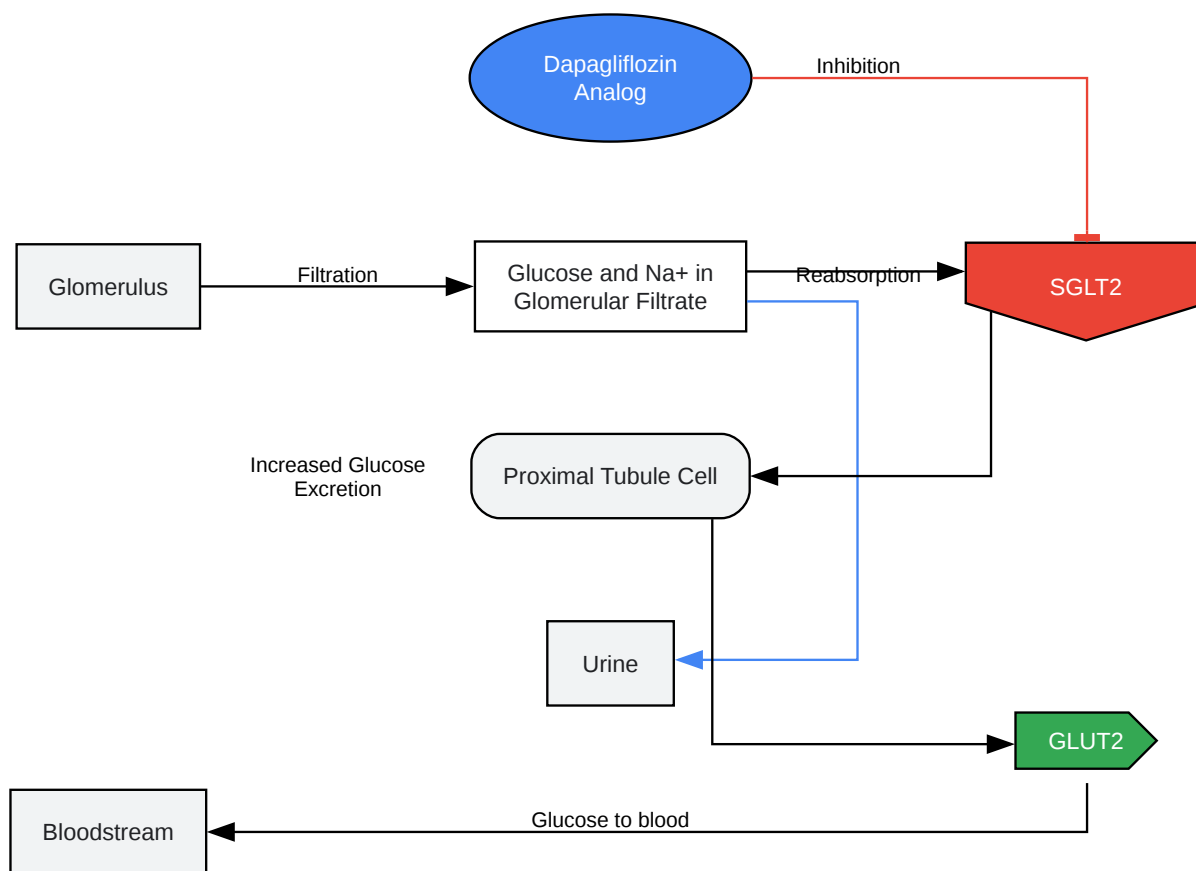 Dapagliflozin
Analog
Inhibition
Glomerulus
Filtration
Glucose and Na+ in
Glomerular Filtrate
Reabsorption
SGLT2
Increased Glucose
Excretion
Proximal Tubule Cell
Urine
GLUT2
Bloodstream
Glucose to blood